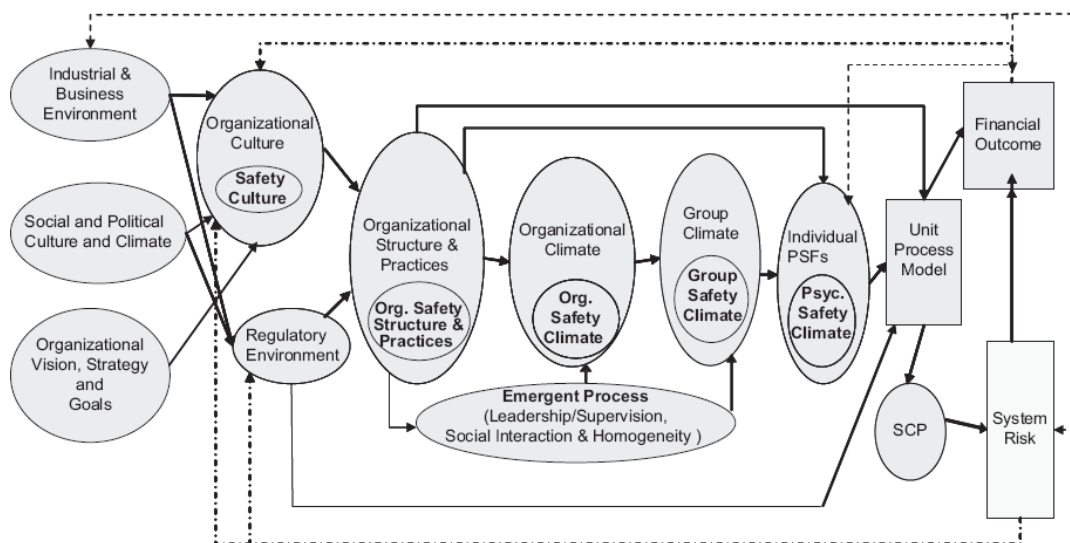 Industrial &
Business
Environment
Social and Political
Culture and Climate
Organizational
Vision, Strategy
and
Goals
Organizational
Culture
Safety
Culture
Regulatory
Environment
Organizational
Structure &
Practices
Org. Safety
Structure &
Practices
Organizational
Climate
Org.
Safety
Climate
Emergent Process
(Leadership/Supervision,
Social Interaction & Homogeneity )
Group
Climate
Group
Safety
Climate
Individual
PSFs
Psyc.
Safety
Climate
Unit
Process
Model
SCP
Financial
Outcome
System
Risk